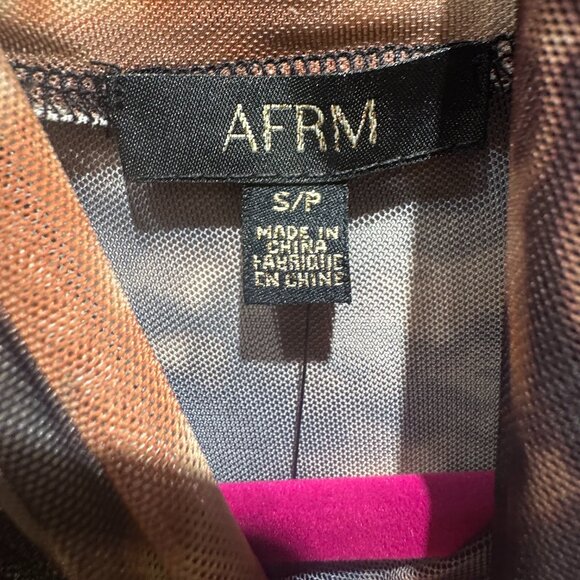 AFRM
S/P
MADE IN
CHINA
FABRIQUE
EN CHINE